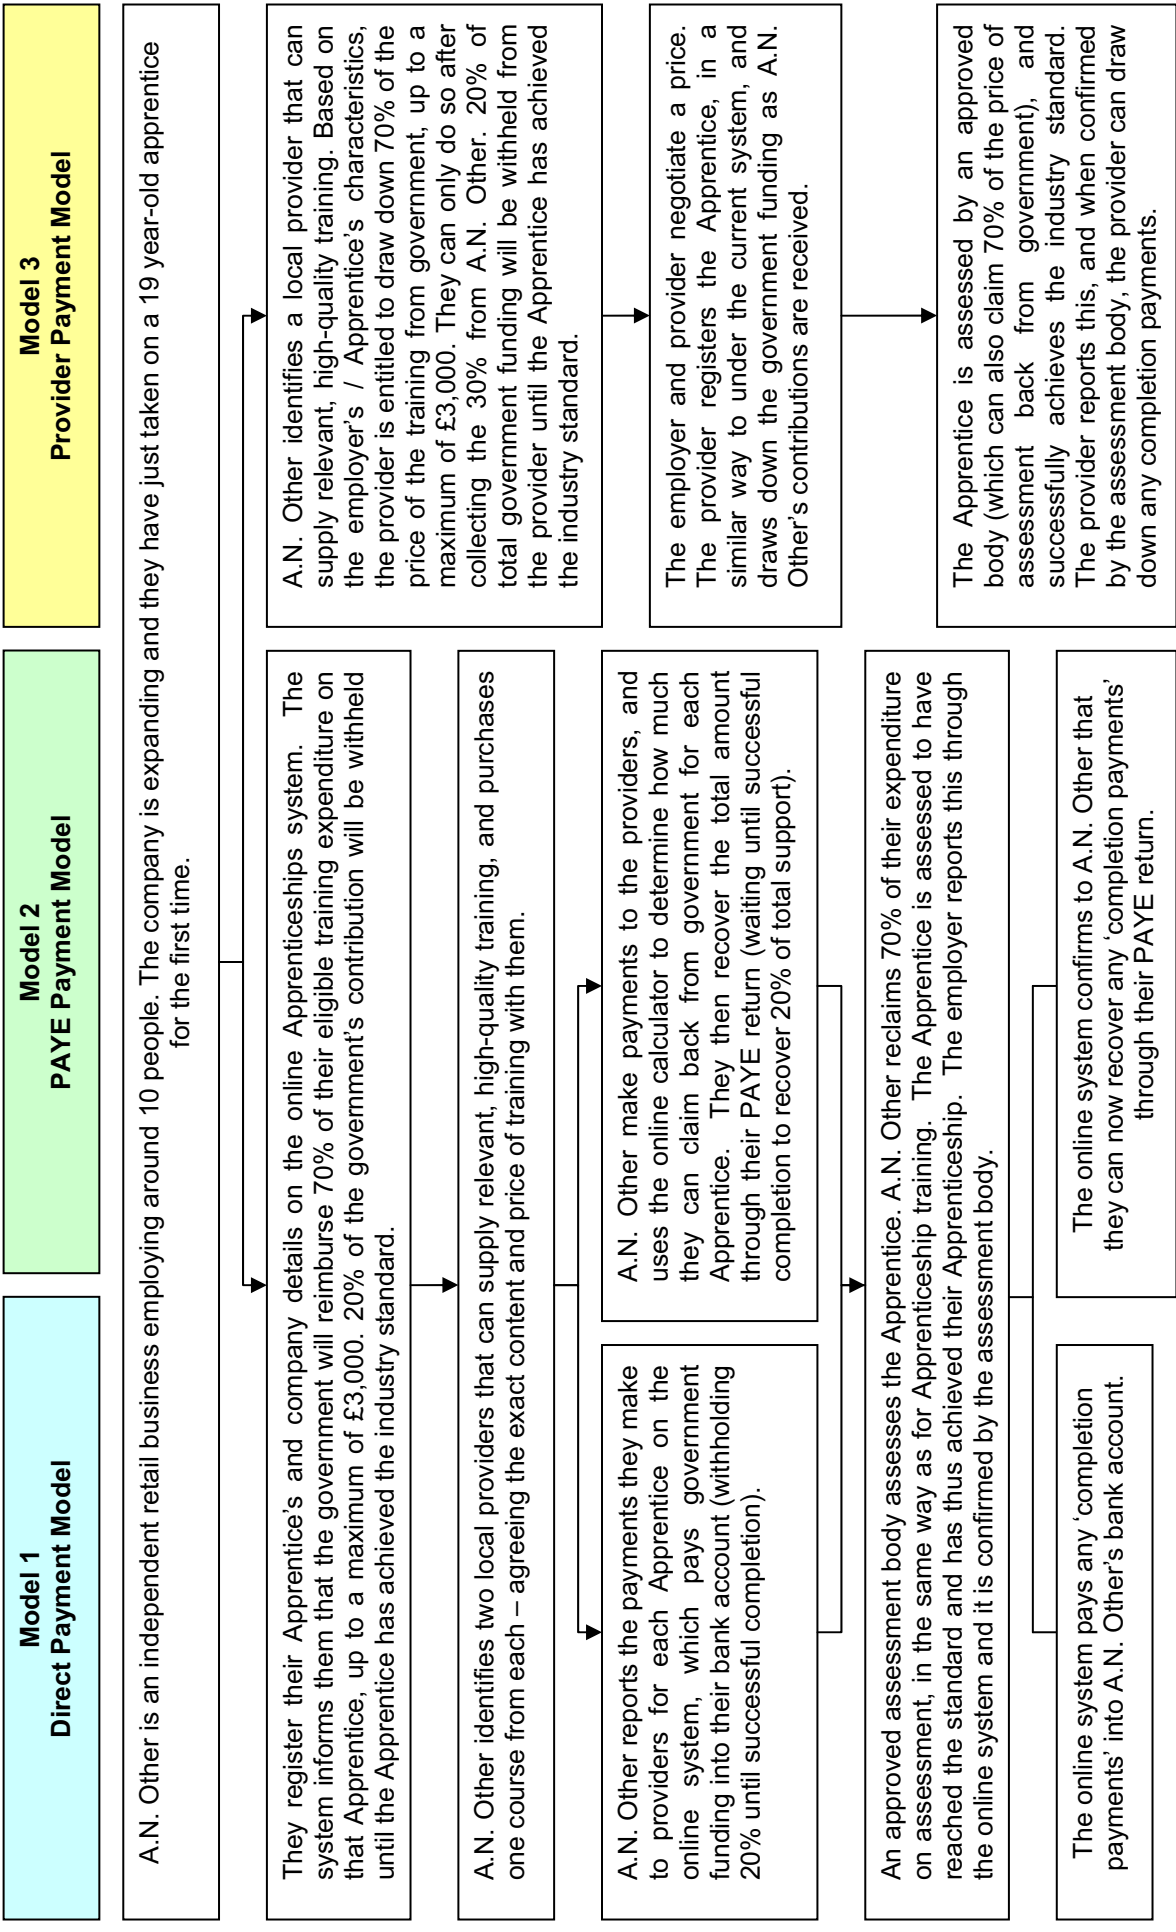 Model 1
Direct Payment Model
Model 2
PAYE Payment Model
Model 3
Provider Payment Model
A.N. Other is an independent retail business employing around 10 people. The company is expanding and they have just taken on a 19 year-old apprentice
for the first time.
They register their Apprentice's and company details on the online Apprenticeships system. The
system informs them that the government will reimburse 70% of their eligible training expenditure on
that Apprentice, up to a maximum of £3,000. 20% of the government's contribution will be withheld
until the Apprentice has achieved the industry standard.
A.N. Other identifies two local providers that can supply relevant, high-quality training, and purchases
one course from each – agreeing the exact content and price of training with them.
A.N. Other reports the payments they make
to providers for each Apprentice on the
online system, which pays government
funding into their bank account (withholding
20% until successful completion).
A.N. Other make payments to the providers, and
uses the online calculator to determine how much
they can claim back from government for each
Apprentice. They then recover the total amount
through their PAYE return (waiting until successful
completion to recover 20% of total support).
An approved assessment body assesses the Apprentice. A.N. Other reclaims 70% of their expenditure
on assessment, in the same way as for Apprenticeship training. The Apprentice is assessed to have
reached the standard and has thus achieved their Apprenticeship. The employer reports this through
the online system and it is confirmed by the assessment body.
The online system pays any 'completion
payments' into A.N. Other's bank account.
The online system confirms to A.N. Other that
they can now recover any 'completion payments'
through their PAYE return.
A.N. Other identifies a local provider that can
supply relevant, high-quality training. Based on
the employer's / Apprentice's characteristics,
the provider is entitled to draw down 70% of the
price of the training from government, up to a
maximum of £3,000. They can only do so after
collecting the 30% from A.N. Other. 20% of
total government funding will be withheld from
the provider until the Apprentice has achieved
the industry standard.
The employer and provider negotiate a price.
The provider registers the Apprentice, in a
similar way to under the current system, and
draws down the government funding as A.N.
Other's contributions are received.
The Apprentice is assessed by an approved
body (which can also claim 70% of the price of
assessment back from government), and
successfully achieves the industry standard.
The provider reports this, and when confirmed
by the assessment body, the provider can draw
down any completion payments.